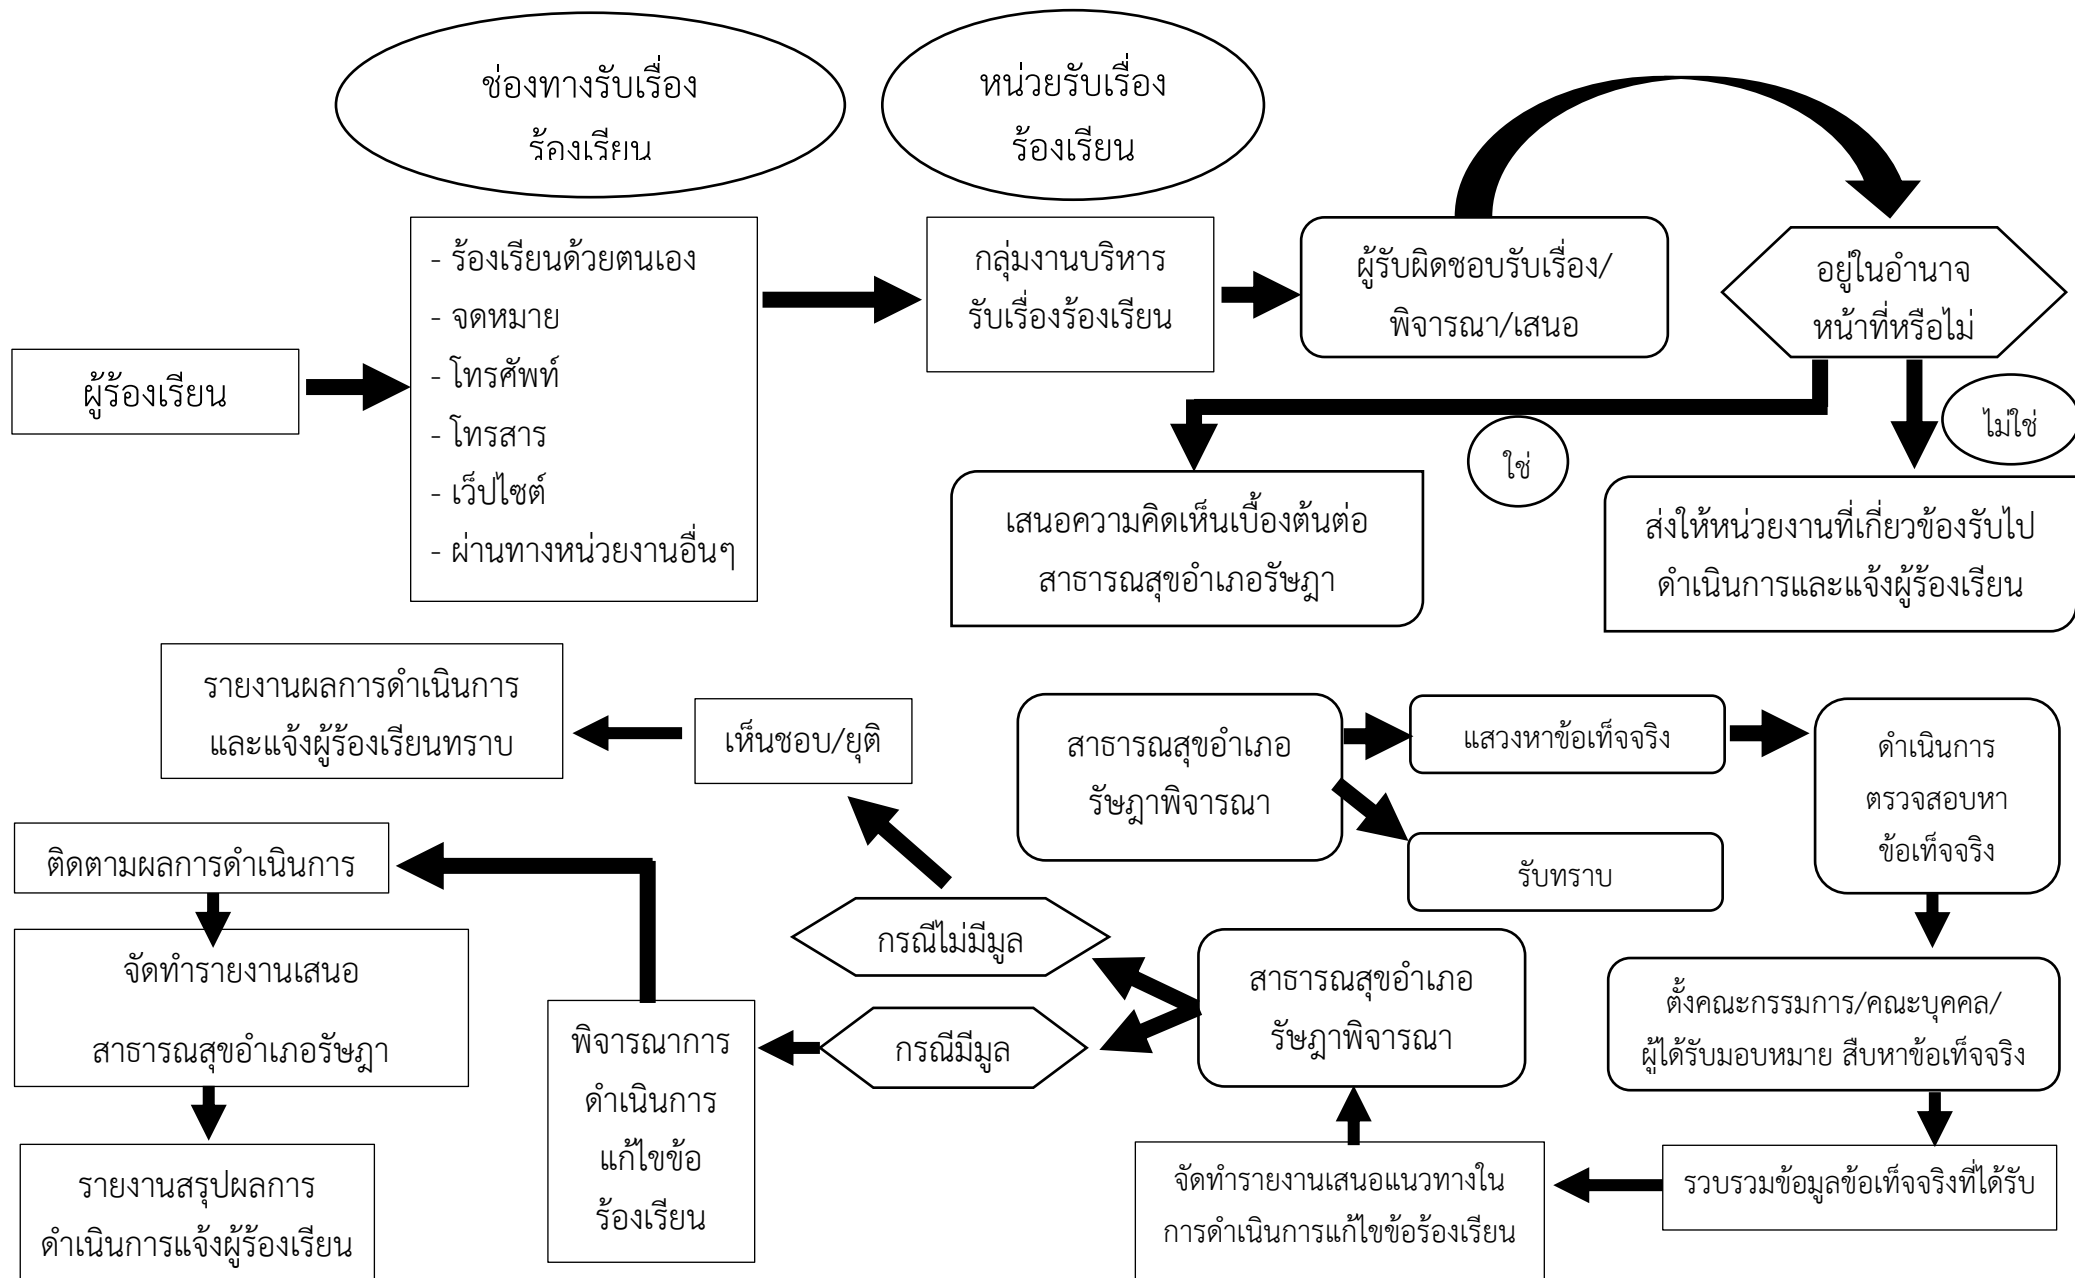 ช่องทางรับเรื่อง
ร้องเรียน
หน่วยรับเรื่อง
ร้องเรียน
ผู้ร้องเรียน
- ร้องเรียนด้วยตนเอง
- จดหมาย
- โทรศัพท์
- โทรสาร
- เว็ปไซต์
- ผ่านทางหน่วยงานอื่นๆ
กลุ่มงานบริหาร
รับเรื่องร้องเรียน
ผู้รับผิดชอบรับเรื่อง/
พิจารณา/เสนอ
อยู่ในอำนาจ
หน้าที่หรือไม่
ใช่
ไม่ใช่
เสนอความคิดเห็นเบื้องต้นต่อ
สาธารณสุขอำเภอรัษฎา
ส่งให้หน่วยงานที่เกี่ยวข้องรับไป
ดำเนินการและแจ้งผู้ร้องเรียน
สาธารณสุขอำเภอ
รัษฎาพิจารณา
แสวงหาข้อเท็จจริง
รับทราบ
ดำเนินการ
ตรวจสอบหา
ข้อเท็จจริง
ตั้งคณะกรรมการ/คณะบุคคล/
ผู้ได้รับมอบหมาย สืบหาข้อเท็จจริง
รวบรวมข้อมูลข้อเท็จจริงที่ได้รับ
จัดทำรายงานเสนอแนวทางใน
การดำเนินการแก้ไขข้อร้องเรียน
สาธารณสุขอำเภอ
รัษฎาพิจารณา
กรณีไม่มีมูล
กรณีมีมูล
เห็นชอบ/ยุติ
รายงานผลการดำเนินการ
และแจ้งผู้ร้องเรียนทราบ
พิจารณาการ
ดำเนินการ
แก้ไขข้อ
ร้องเรียน
ติดตามผลการดำเนินการ
จัดทำรายงานเสนอ
สาธารณสุขอำเภอรัษฎา
รายงานสรุปผลการ
ดำเนินการแจ้งผู้ร้องเรียน